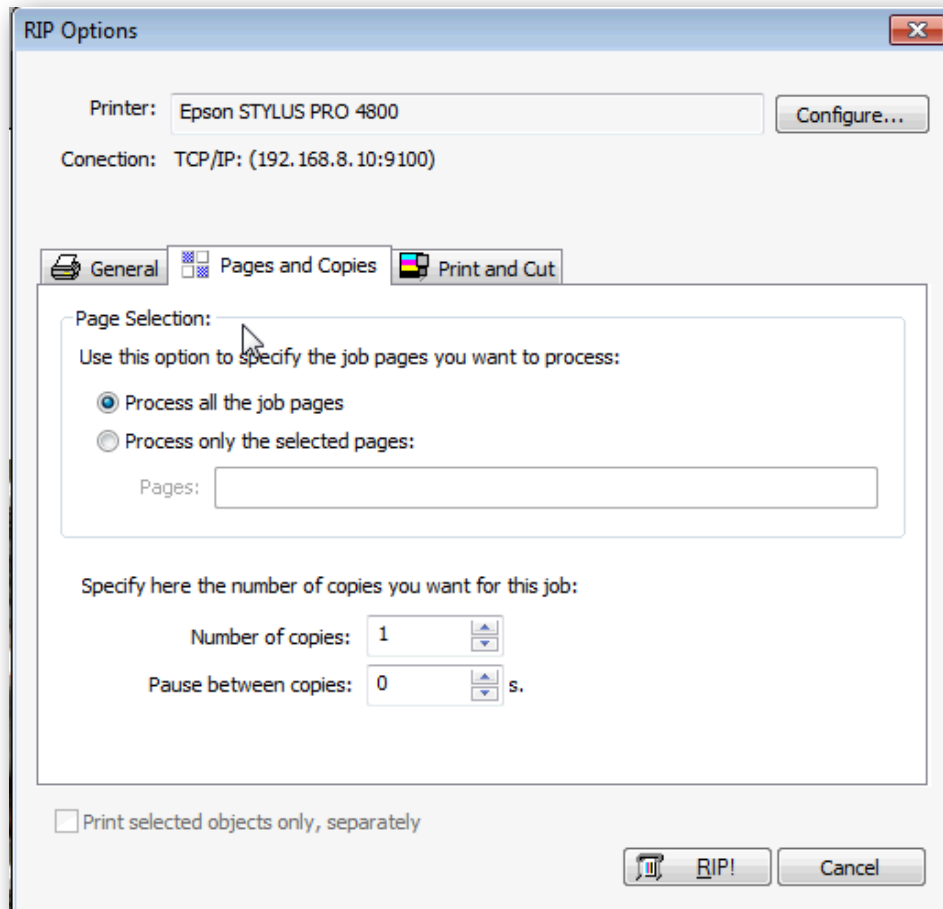 RIP Options
Printer: Epson STYLUS PRO 4800 Configure...
Conection: TCP/IP: (192.168.8.10:9100)
General Pages and Copies Print and Cut
Page Selection:
Use this option to specify the job pages you want to process:
Process all the job pages
Process only the selected pages:
Pages:
Specify here the number of copies you want for this job:
Number of copies: 1
Pause between copies: 0 s.
Print selected objects only, separately
RIP! Cancel